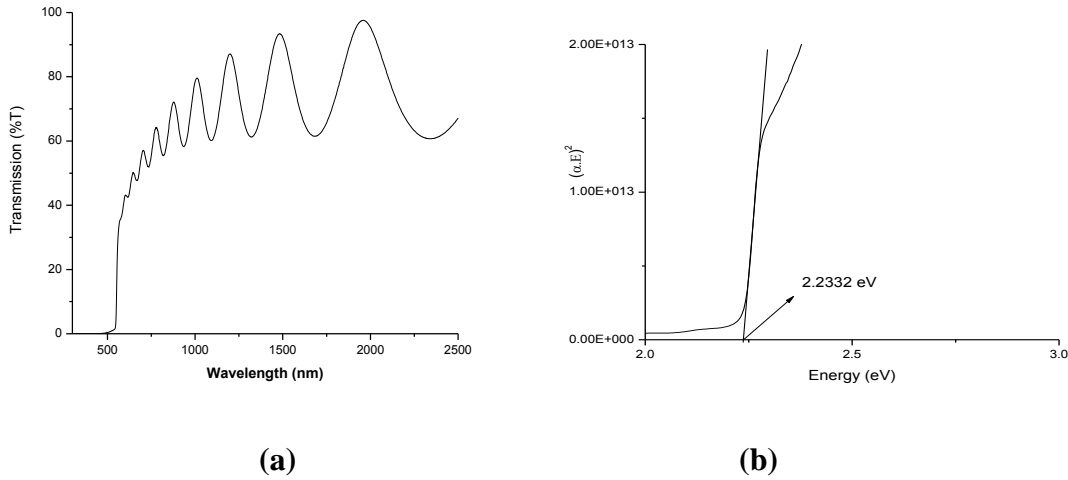 100
80
60
40
20
0
Transmission (%T)
500
1000
1500
2000
2500
Wavelength (nm)
(a)
2.00E+013
1.00E+013
0.00E+000
(α.E)²
2.2332 eV
2.0
2.5
3.0
Energy (eV)
(b)